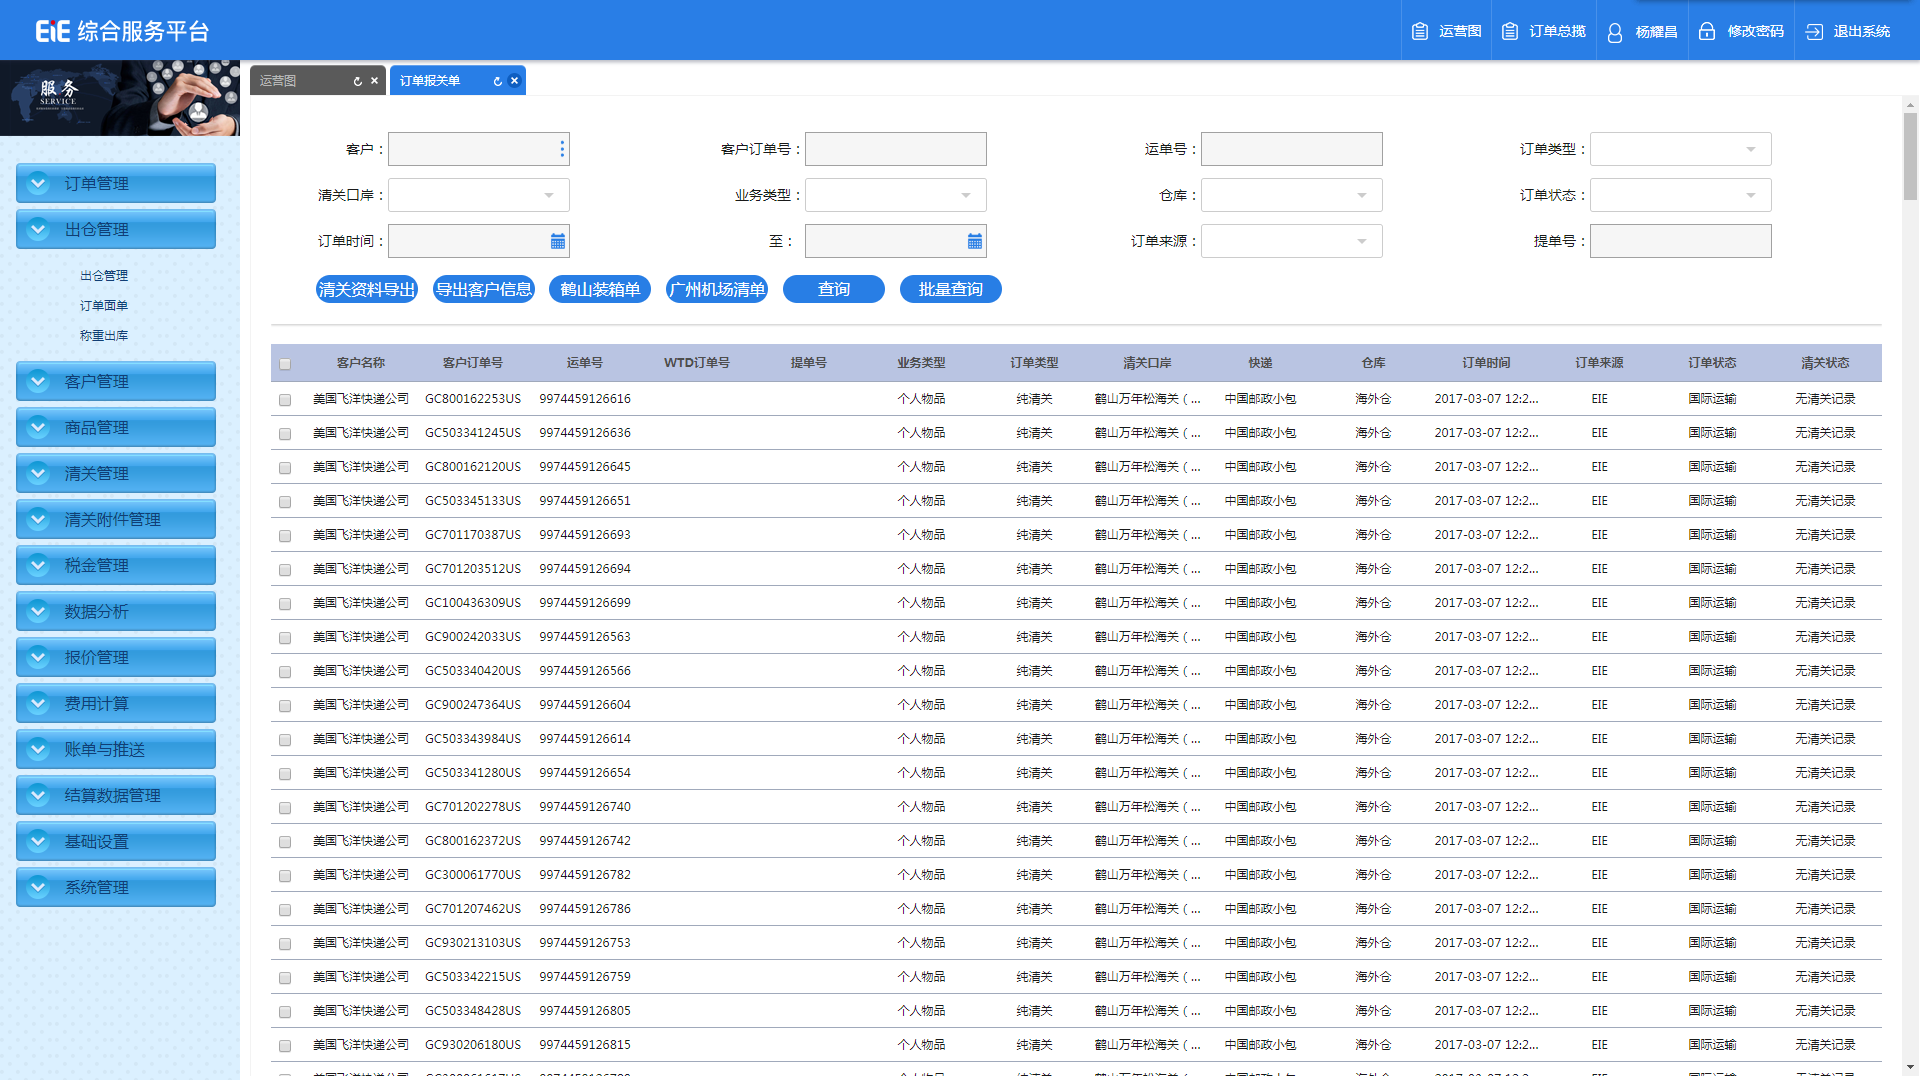 EIE 综合服务平台
运营图 订单总揽 杨耀昌 修改密码 退出系统
服务
SERVICE
运营图 订单报关单
订单管理
出仓管理
出仓管理
订单面单
称重出库
客户管理
商品管理
清关管理
清关附件管理
税金管理
数据分析
报价管理
费用计算
账单与推送
结算数据管理
基础设置
系统管理
客户： 客户订单号： 运单号： 订单类型：
清关口岸： 业务类型： 仓库： 订单状态：
订单时间： 至： 订单来源： 提单号：
清关资料导出 导出客户信息 鹤山装箱单 广州机场清单 查询 批量查询
客户名称 客户订单号 运单号 WTD订单号 提单号 业务类型 订单类型 清关口岸 快递 仓库 订单时间 订单来源 订单状态 清关状态
美国飞洋快递公司 GC800162253US 9974459126616 个人物品 纯清关 鹤山万年松海关（... 中国邮政小包 海外仓 2017-03-07 12:2... EIE 国际运输 无清关记录
美国飞洋快递公司 GC503341245US 9974459126636 个人物品 纯清关 鹤山万年松海关（... 中国邮政小包 海外仓 2017-03-07 12:2... EIE 国际运输 无清关记录
美国飞洋快递公司 GC800162120US 9974459126645 个人物品 纯清关 鹤山万年松海关（... 中国邮政小包 海外仓 2017-03-07 12:2... EIE 国际运输 无清关记录
美国飞洋快递公司 GC503345133US 9974459126651 个人物品 纯清关 鹤山万年松海关（... 中国邮政小包 海外仓 2017-03-07 12:2... EIE 国际运输 无清关记录
美国飞洋快递公司 GC701170387US 9974459126693 个人物品 纯清关 鹤山万年松海关（... 中国邮政小包 海外仓 2017-03-07 12:2... EIE 国际运输 无清关记录
美国飞洋快递公司 GC701203512US 9974459126694 个人物品 纯清关 鹤山万年松海关（... 中国邮政小包 海外仓 2017-03-07 12:2... EIE 国际运输 无清关记录
美国飞洋快递公司 GC100436309US 9974459126699 个人物品 纯清关 鹤山万年松海关（... 中国邮政小包 海外仓 2017-03-07 12:2... EIE 国际运输 无清关记录
美国飞洋快递公司 GC900242033US 9974459126563 个人物品 纯清关 鹤山万年松海关（... 中国邮政小包 海外仓 2017-03-07 12:2... EIE 国际运输 无清关记录
美国飞洋快递公司 GC503340420US 9974459126566 个人物品 纯清关 鹤山万年松海关（... 中国邮政小包 海外仓 2017-03-07 12:2... EIE 国际运输 无清关记录
美国飞洋快递公司 GC900247364US 9974459126604 个人物品 纯清关 鹤山万年松海关（... 中国邮政小包 海外仓 2017-03-07 12:2... EIE 国际运输 无清关记录
美国飞洋快递公司 GC503343984US 9974459126614 个人物品 纯清关 鹤山万年松海关（... 中国邮政小包 海外仓 2017-03-07 12:2... EIE 国际运输 无清关记录
美国飞洋快递公司 GC503341280US 9974459126654 个人物品 纯清关 鹤山万年松海关（... 中国邮政小包 海外仓 2017-03-07 12:2... EIE 国际运输 无清关记录
美国飞洋快递公司 GC701202278US 9974459126740 个人物品 纯清关 鹤山万年松海关（... 中国邮政小包 海外仓 2017-03-07 12:2... EIE 国际运输 无清关记录
美国飞洋快递公司 GC800162372US 9974459126742 个人物品 纯清关 鹤山万年松海关（... 中国邮政小包 海外仓 2017-03-07 12:2... EIE 国际运输 无清关记录
美国飞洋快递公司 GC300061770US 9974459126782 个人物品 纯清关 鹤山万年松海关（... 中国邮政小包 海外仓 2017-03-07 12:2... EIE 国际运输 无清关记录
美国飞洋快递公司 GC701207462US 9974459126786 个人物品 纯清关 鹤山万年松海关（... 中国邮政小包 海外仓 2017-03-07 12:2... EIE 国际运输 无清关记录
美国飞洋快递公司 GC930213103US 9974459126753 个人物品 纯清关 鹤山万年松海关（... 中国邮政小包 海外仓 2017-03-07 12:2... EIE 国际运输 无清关记录
美国飞洋快递公司 GC503342215US 9974459126759 个人物品 纯清关 鹤山万年松海关（... 中国邮政小包 海外仓 2017-03-07 12:2... EIE 国际运输 无清关记录
美国飞洋快递公司 GC503348428US 9974459126805 个人物品 纯清关 鹤山万年松海关（... 中国邮政小包 海外仓 2017-03-07 12:2... EIE 国际运输 无清关记录
美国飞洋快递公司 GC930206180US 9974459126815 个人物品 纯清关 鹤山万年松海关（... 中国邮政小包 海外仓 2017-03-07 12:2... EIE 国际运输 无清关记录